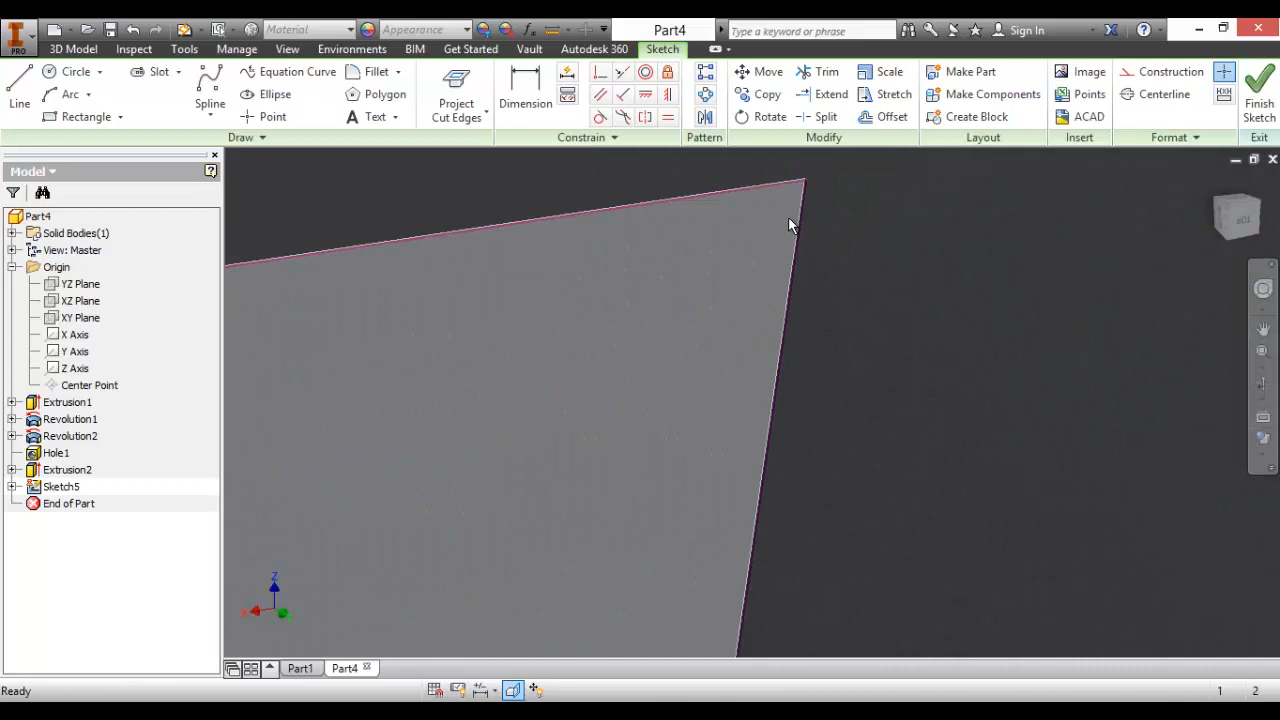 Material
Appearance
Part4
Type a keyword or phrase.
Sign In
PRO
3D Model
Inspect
Tools
Manage
View
Environments
BIM
Get Started
Vault
Autodesk 360
Sketch
Line
Circle
Arc
Rectangle
Slot
Spline
Equation Curve
Ellipse
Point
Fillet
Polygon
Text
Project
Cut Edges
Dimension
Move
Copy
Rotate
Trim
Extend
Split
Scale
Stretch
Offset
Make Part
Make Components
Create Block
Image
Points
ACAD
Construction
Centerline
Finish
Sketch
Draw
Constrain
Pattern
Modify
Layout
Insert
Format
Exit
Model
Part4
Solid Bodies(1)
View: Master
Origin
YZ Plane
XZ Plane
XY Plane
X Axis
Y Axis
Z Axis
Center Point
Extrusion1
Revolution1
Revolution2
Hole1
Extrusion2
Sketch5
End of Part
Z
X
Part1
Part4
Ready
1
2